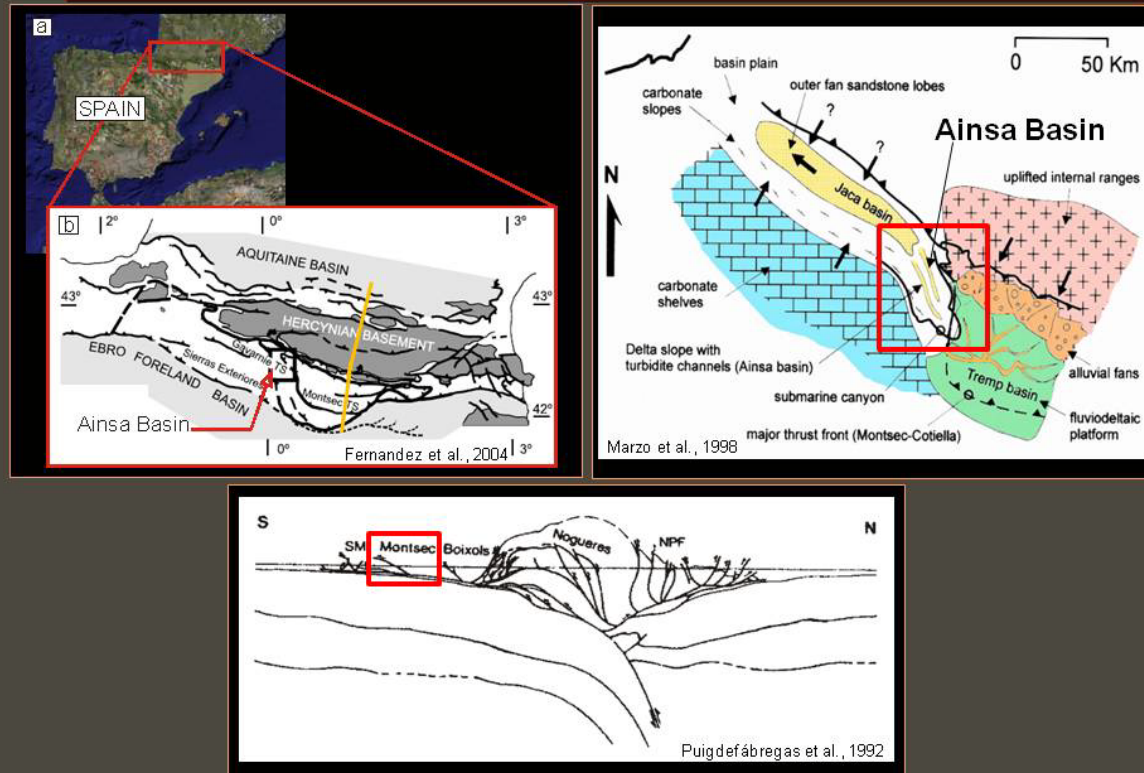 a
SPAIN
b
2°
0°
3°
AQUITAINE BASIN
43°
43°
HERCYNIAN BASEMENT
Gavarnie TS
Sierras Exteriores
EBRO FORELAND BASIN
Montsec TS
42°
Ainsa Basin
0°
3°
Fernandez et al., 2004
0 50 Km
basin plain
outer fan sandstone lobes
carbonate
slopes
?
?
Ainsa Basin
N
uplifted internal ranges
Jaca basin
carbonate
shelves
Delta slope with
turbidite channels (Ainsa basin)
alluvial fans
submarine canyon
Tremp basin
fluviodeltaic
platform
major thrust front (Montsec-Cotiella)
Marzo et al., 1998
S
N
SM Montsec Boixols
Nogueres
NPF
Puigdefábregas et al., 1992